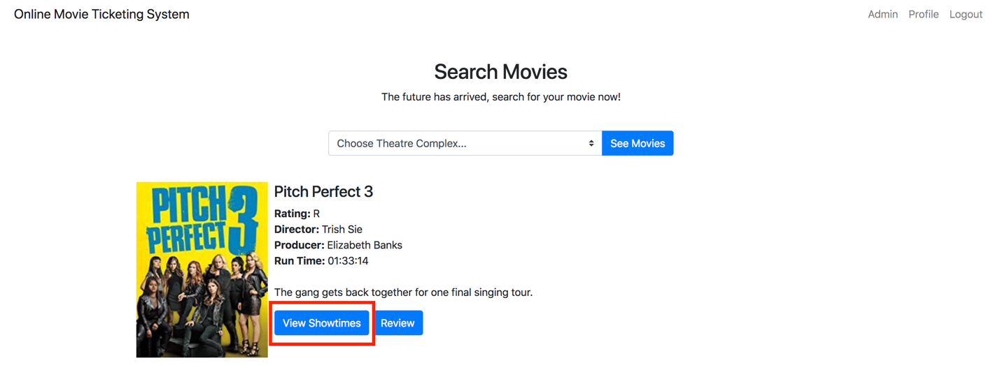 Online Movie Ticketing System
Admin Profile Logout
Search Movies
The future has arrived, search for your movie now!
Choose Theatre Complex...
See Movies
PITCH
PERFECT 3
Pitch Perfect 3
Rating: R
Director: Trish Sie
Producer: Elizabeth Banks
Run Time: 01:33:14
The gang gets back together for one final singing tour.
View Showtimes
Review